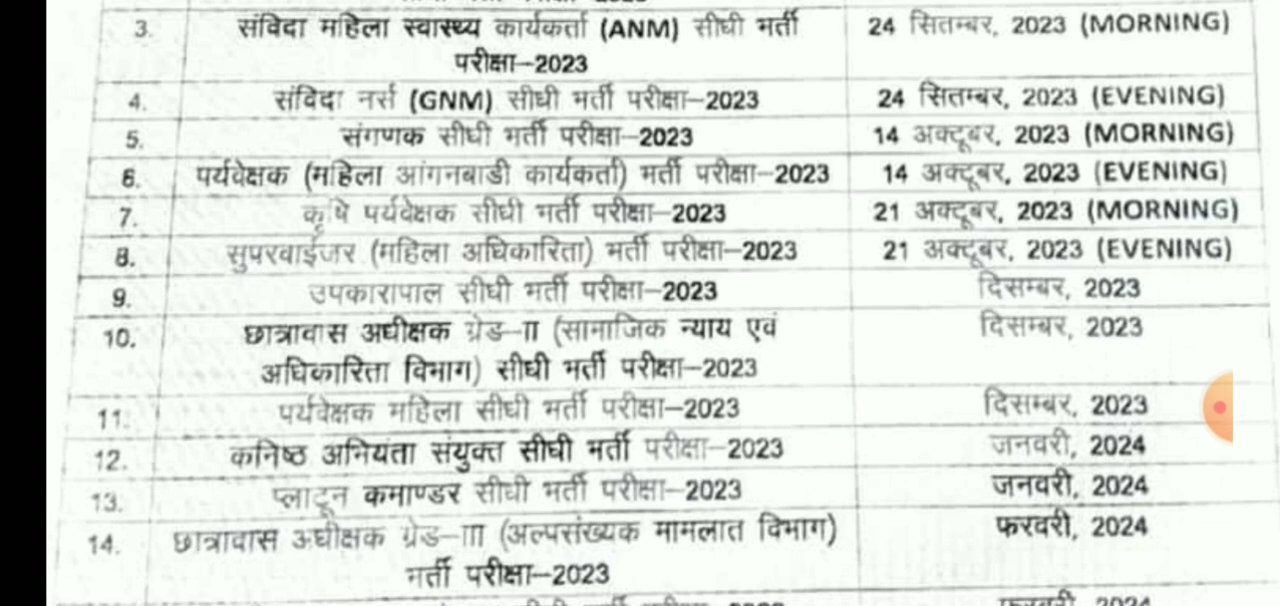 3. संविदा महिला स्वास्थ्य कार्यकर्ता (ANM) सीधी भर्ती 24 सितम्बर, 2023 (MORNING)
परीक्षा–2023
4. संविदा नर्स (GNM) सीधी भर्ती परीक्षा–2023 24 सितम्बर, 2023 (EVENING)
5. संगणक सीधी भर्ती परीक्षा–2023 14 अक्टूबर, 2023 (MORNING)
6. पर्यवेक्षक (महिला आंगनबाडी कार्यकर्ता) भर्ती परीक्षा–2023 14 अक्टूबर, 2023 (EVENING)
7. कृषि पर्यवेक्षक सीधी भर्ती परीक्षा–2023 21 अक्टूबर, 2023 (MORNING)
8. सुपरवाईजर (महिला अधिकारिता) भर्ती परीक्षा–2023 21 अक्टूबर, 2023 (EVENING)
9. उपकारापाल सीधी भर्ती परीक्षा–2023 दिसम्बर, 2023
10. छात्रावास अधीक्षक ग्रेड–II (सामाजिक न्याय एवं दिसम्बर, 2023
अधिकारिता विभाग) सीधी भर्ती परीक्षा–2023
11. पर्यवेक्षक महिला सीधी भर्ती परीक्षा–2023 दिसम्बर, 2023
12. कनिष्ठ अभियंता संयुक्त सीधी भर्ती परीक्षा–2023 जनवरी, 2024
13. प्लाटून कमाण्डर सीधी भर्ती परीक्षा–2023 जनवरी, 2024
14. छात्रावास अधीक्षक ग्रेड–III (अल्पसंख्यक मामलात विभाग) फरवरी, 2024
भर्ती परीक्षा–2023